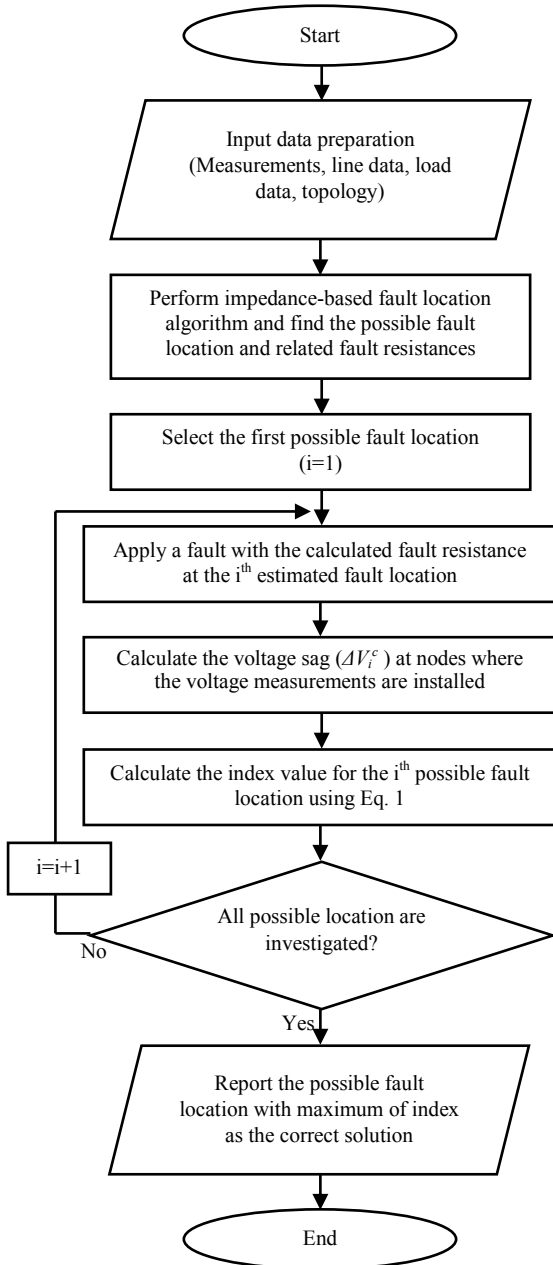 Start
Input data preparation
(Measurements, line data, load
data, topology)
Perform impedance-based fault location
algorithm and find the possible fault
location and related fault resistances
Select the first possible fault location
(i=1)
Apply a fault with the calculated fault resistance
at the iᵗʰ estimated fault location
Calculate the voltage sag (ΔVᵢᶜ ) at nodes where
the voltage measurements are installed
Calculate the index value for the iᵗʰ possible fault
location using Eq. 1
i=i+1
All possible location are
investigated?
No
Yes
Report the possible fault
location with maximum of index
as the correct solution
End